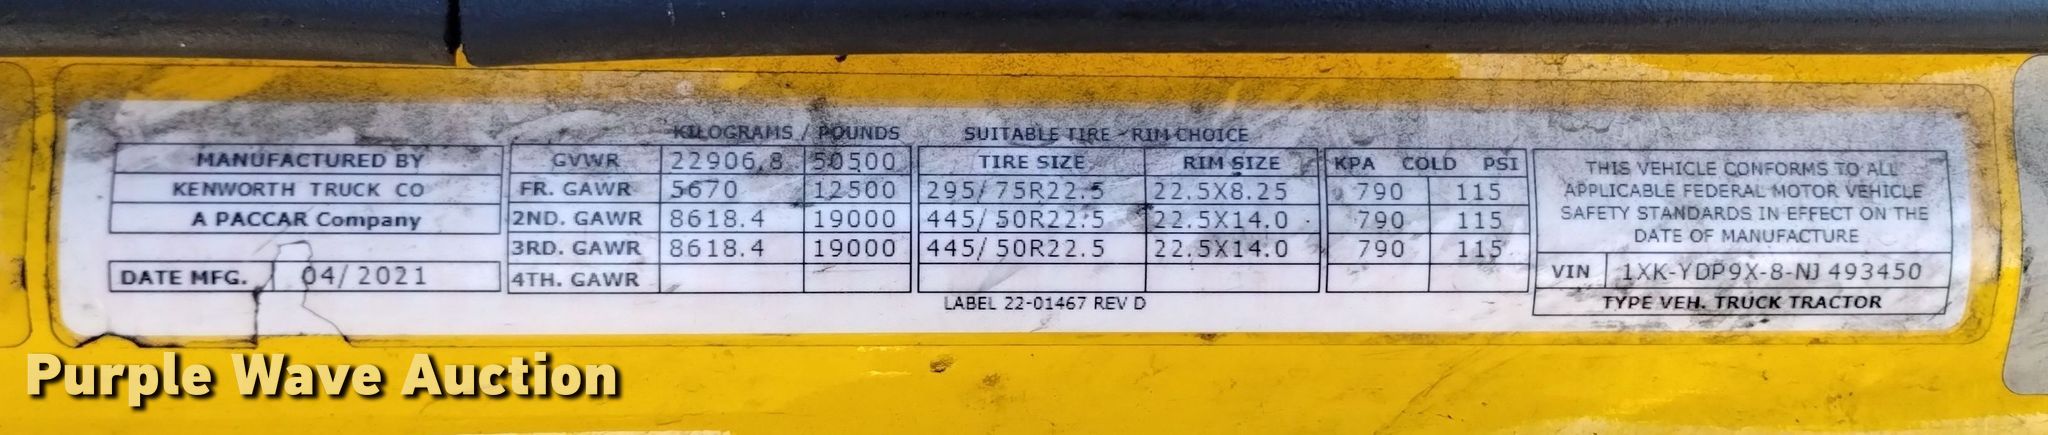 KILOGRAMS / POUNDS SUITABLE TIRE - RIM CHOICE
MANUFACTURED BY GVWR 22906.8 50500 TIRE SIZE RIM SIZE KPA COLD PSI
KENWORTH TRUCK CO FR. GAWR 5670 12500 295/75R22.5 22.5X8.25 790 115
A PACCAR Company 2ND. GAWR 8618.4 19000 445/50R22.5 22.5X14.0 790 115
3RD. GAWR 8618.4 19000 445/50R22.5 22.5X14.0 790 115
DATE MFG. 04/2021 4TH. GAWR
LABEL 22-01467 REV D
THIS VEHICLE CONFORMS TO ALL
APPLICABLE FEDERAL MOTOR VEHICLE
SAFETY STANDARDS IN EFFECT ON THE
DATE OF MANUFACTURE
VIN 1XK-YDP9X-8-NJ 493450
TYPE VEH. TRUCK TRACTOR
Purple Wave Auction